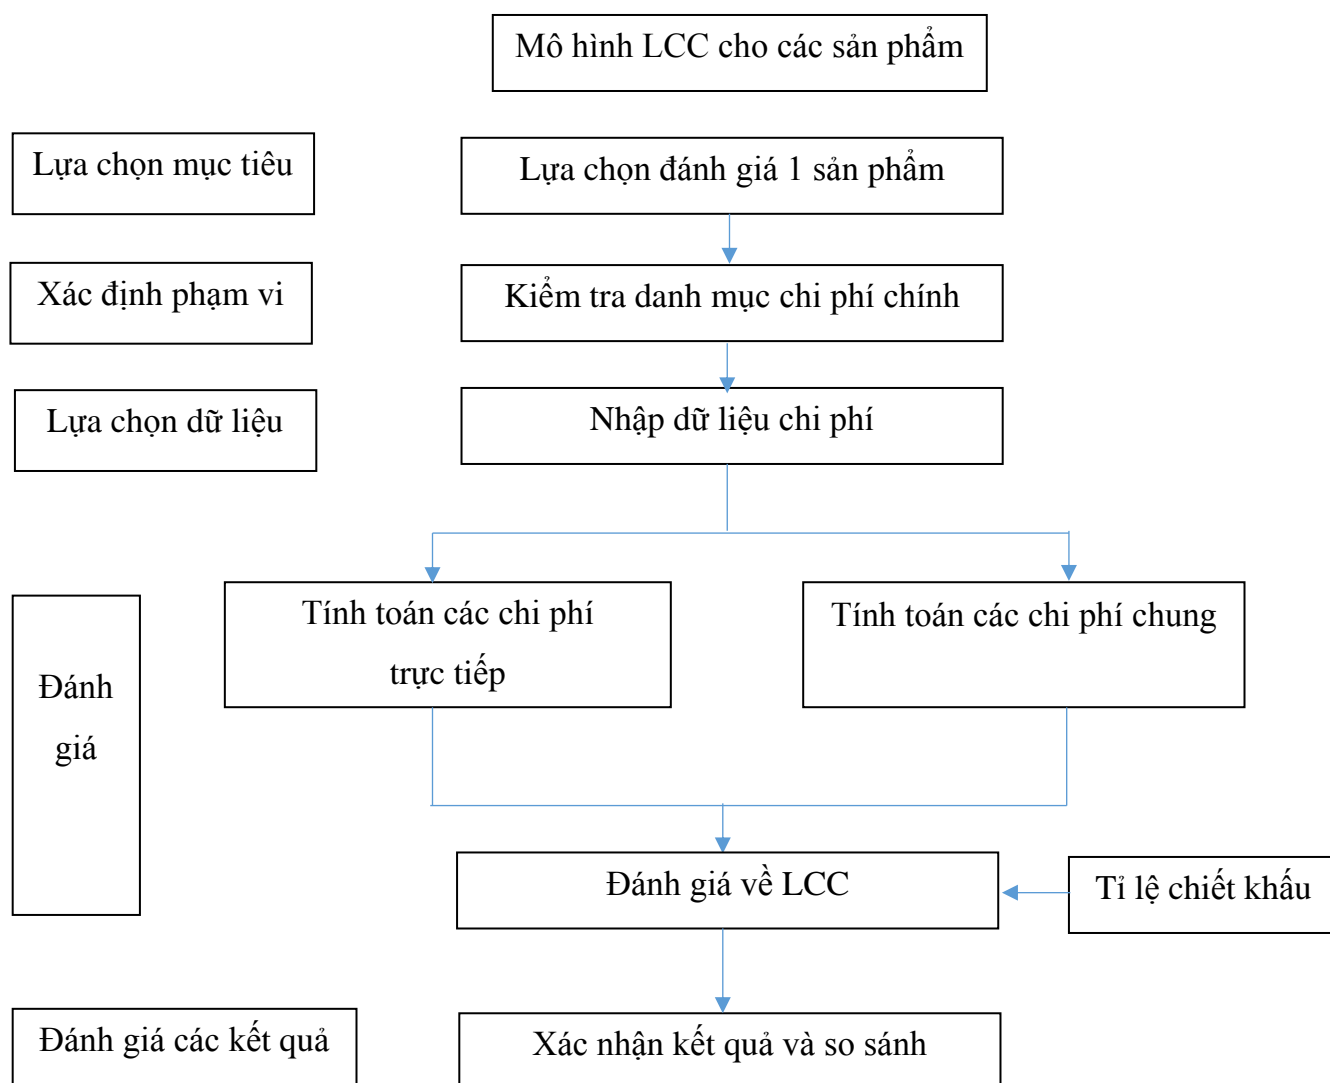 Mô hình LCC cho các sản phẩm
Lựa chọn mục tiêu
Lựa chọn đánh giá 1 sản phẩm
Xác định phạm vi
Kiểm tra danh mục chi phí chính
Lựa chọn dữ liệu
Nhập dữ liệu chi phí
Đánh
giá
Tính toán các chi phí
trực tiếp
Tính toán các chi phí chung
Đánh giá về LCC
Tỉ lệ chiết khấu
Đánh giá các kết quả
Xác nhận kết quả và so sánh